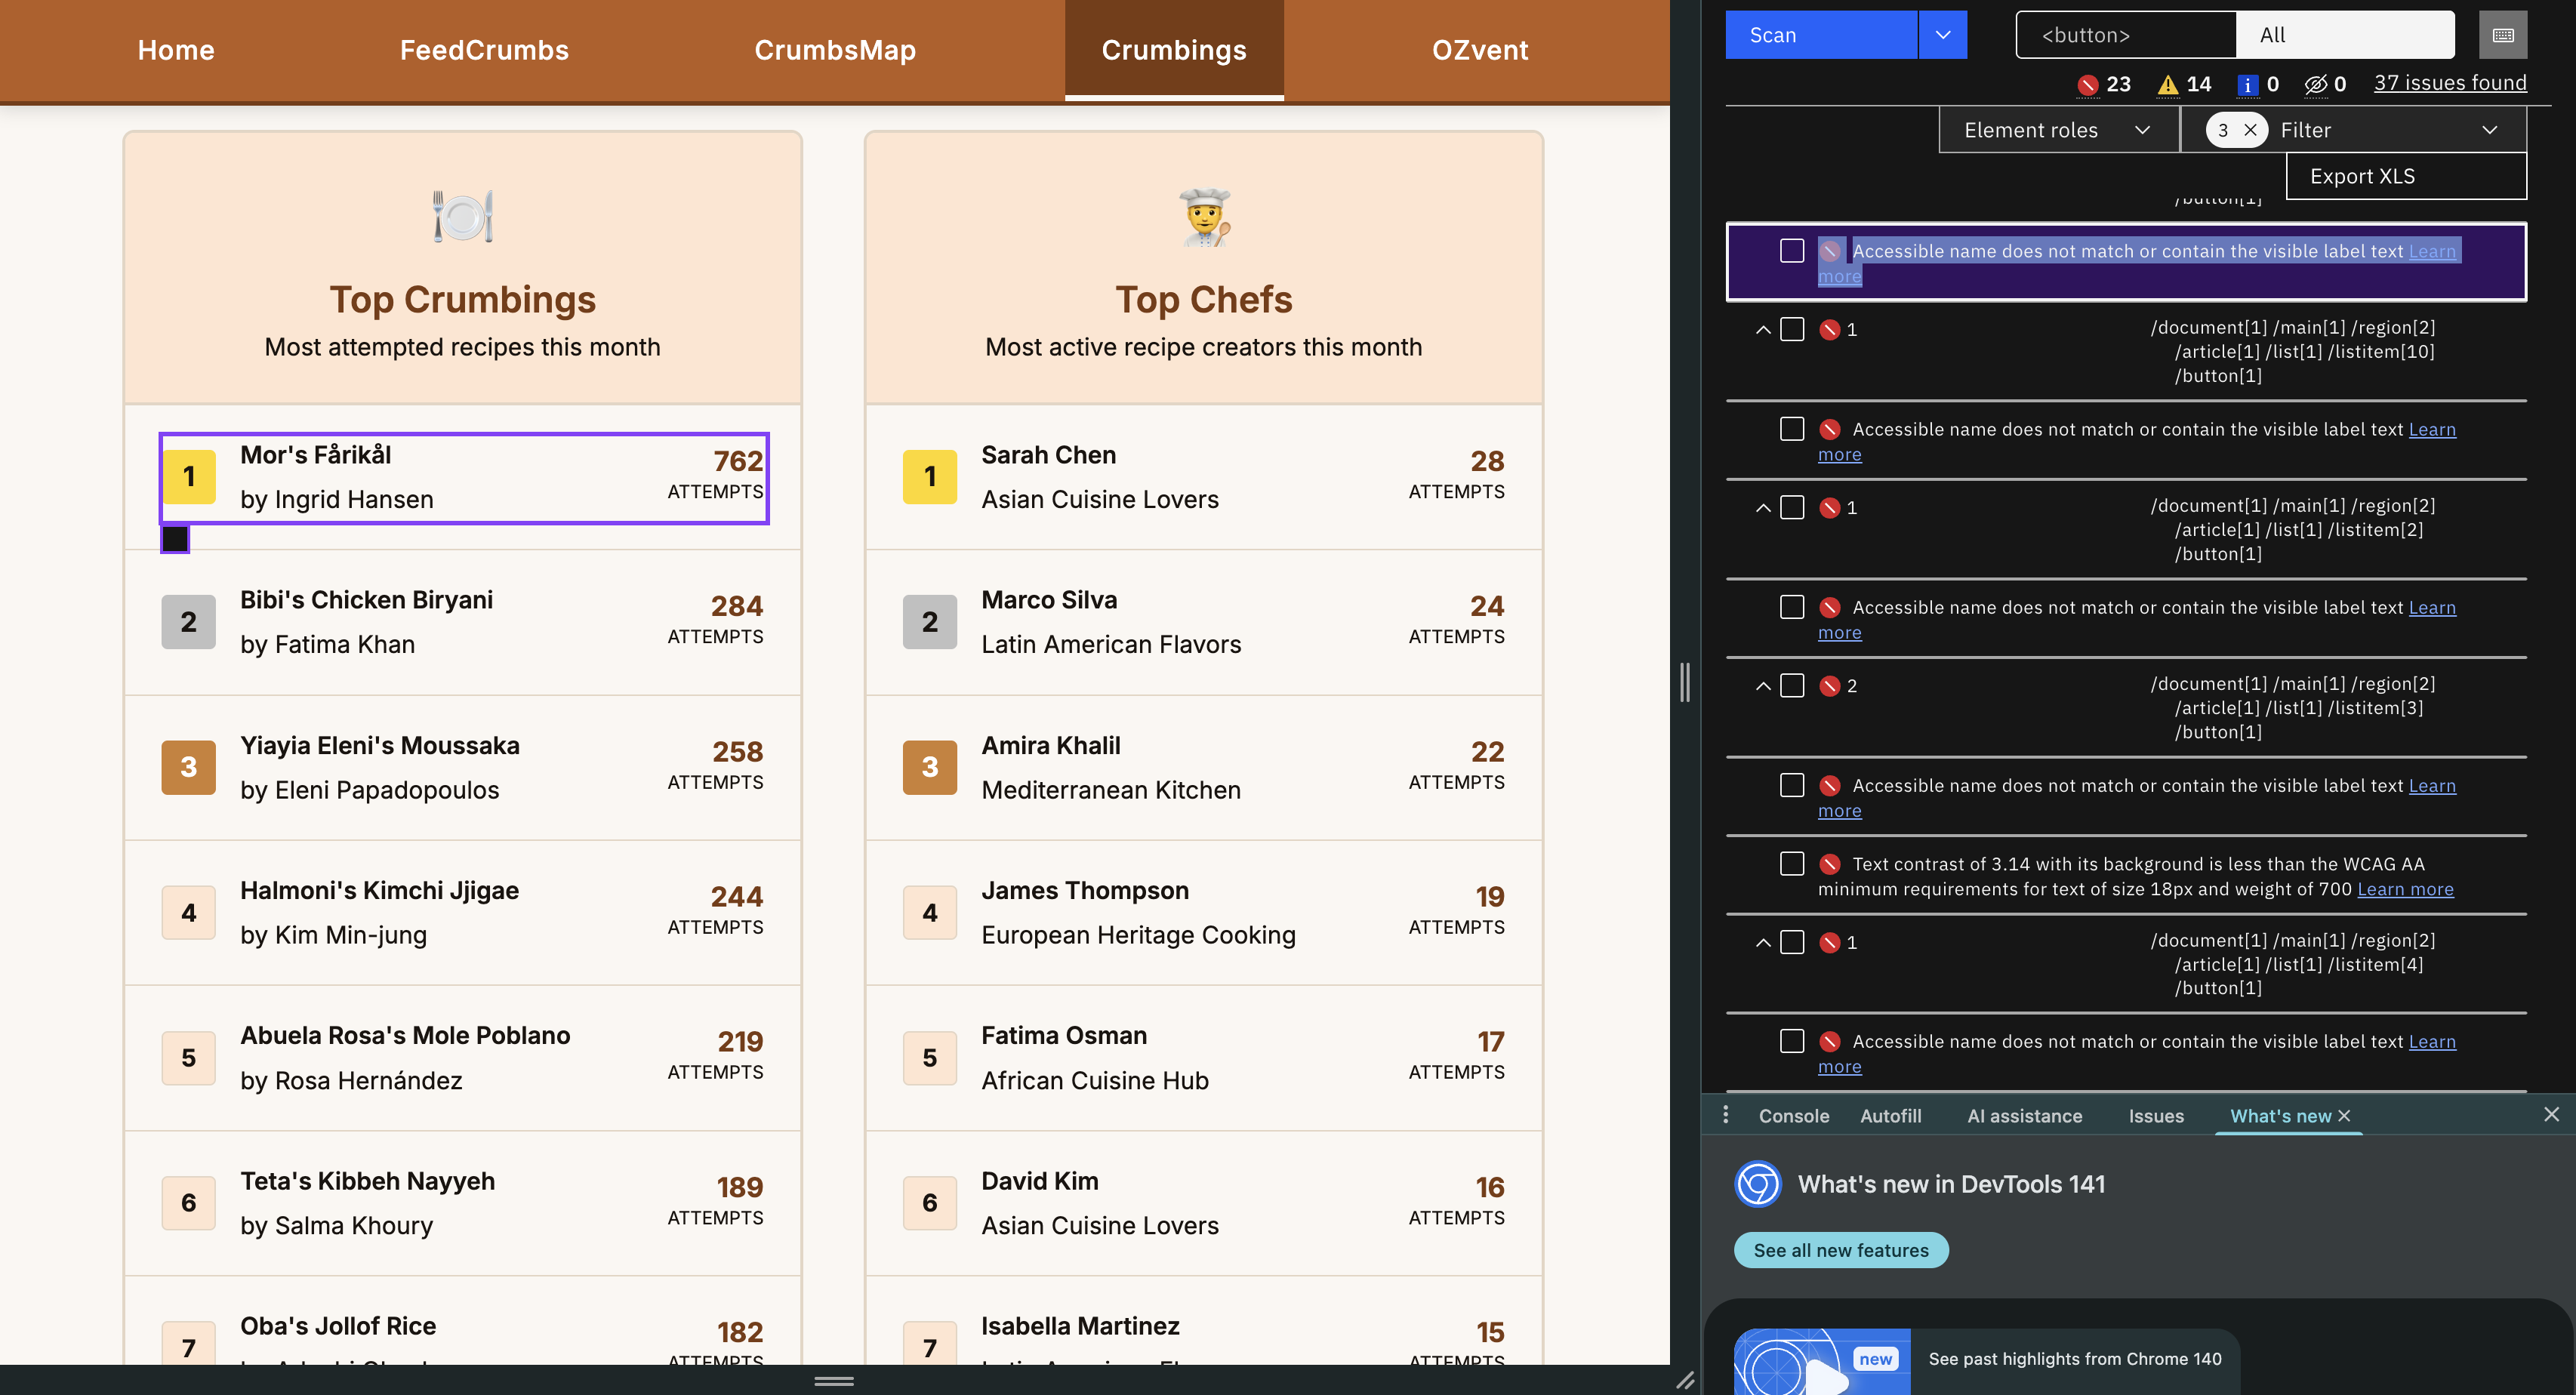 Home
FeedCrumbs
CrumbsMap
Crumbings
OZvent
Top Crumbings
Most attempted recipes this month
1
Mor's Fårikål
by Ingrid Hansen
762
ATTEMPTS
2
Bibi's Chicken Biryani
by Fatima Khan
284
ATTEMPTS
3
Yiayia Eleni's Moussaka
by Eleni Papadopoulos
258
ATTEMPTS
4
Halmoni's Kimchi Jjigae
by Kim Min-jung
244
ATTEMPTS
5
Abuela Rosa's Mole Poblano
by Rosa Hernández
219
ATTEMPTS
6
Teta's Kibbeh Nayyeh
by Salma Khoury
189
ATTEMPTS
7
Oba's Jollof Rice
182
ATTEMPTS
Top Chefs
Most active recipe creators this month
1
Sarah Chen
Asian Cuisine Lovers
28
ATTEMPTS
2
Marco Silva
Latin American Flavors
24
ATTEMPTS
3
Amira Khalil
Mediterranean Kitchen
22
ATTEMPTS
4
James Thompson
European Heritage Cooking
19
ATTEMPTS
5
Fatima Osman
African Cuisine Hub
17
ATTEMPTS
6
David Kim
Asian Cuisine Lovers
16
ATTEMPTS
7
Isabella Martinez
15
ATTEMPTS
Scan
<button>
All
23
14
0
0
37 issues found
Element roles
3
Filter
Export XLS
/button[1]
Accessible name does not match or contain the visible label text Learn
more
1
/document[1] /main[1] /region[2]
/article[1] /list[1] /listitem[10]
/button[1]
Accessible name does not match or contain the visible label text Learn
more
1
/document[1] /main[1] /region[2]
/article[1] /list[1] /listitem[2]
/button[1]
Accessible name does not match or contain the visible label text Learn
more
2
/document[1] /main[1] /region[2]
/article[1] /list[1] /listitem[3]
/button[1]
Accessible name does not match or contain the visible label text Learn
more
Text contrast of 3.14 with its background is less than the WCAG AA
minimum requirements for text of size 18px and weight of 700 Learn more
1
/document[1] /main[1] /region[2]
/article[1] /list[1] /listitem[4]
/button[1]
Accessible name does not match or contain the visible label text Learn
more
Console
Autofill
AI assistance
Issues
What's new
What's new in DevTools 141
See all new features
new
See past highlights from Chrome 140